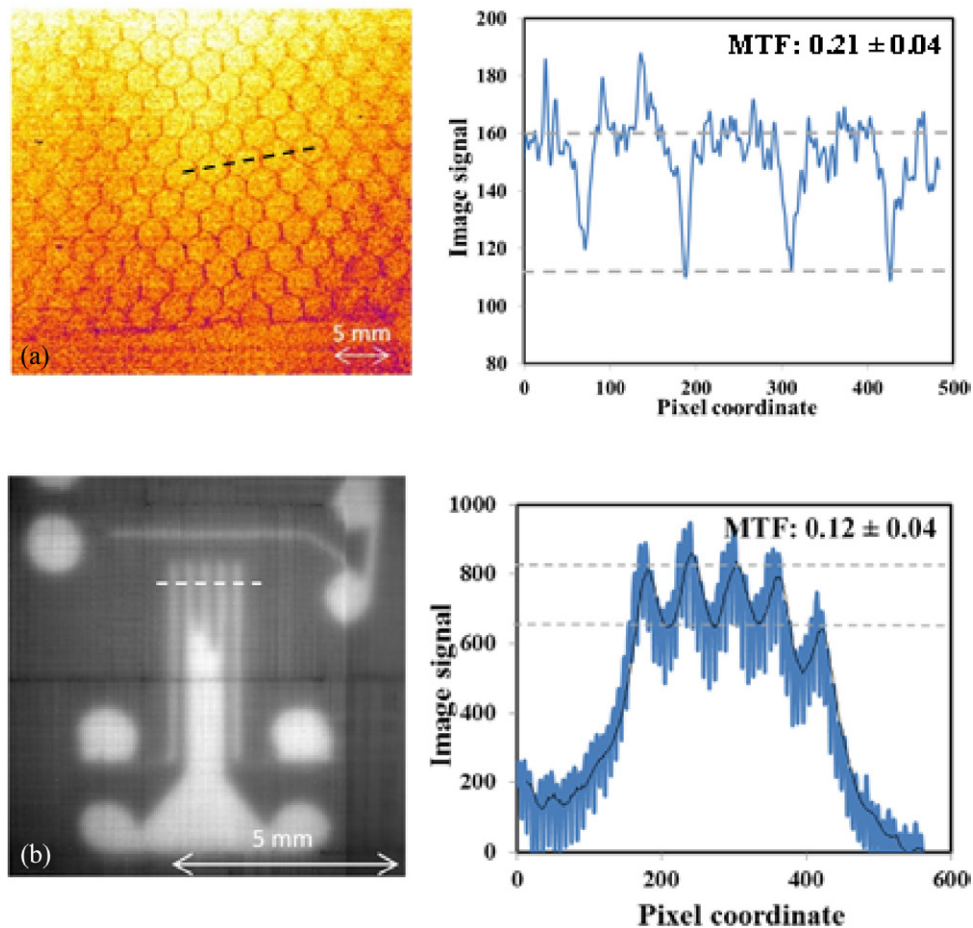 (a)
5 mm
MTF: 0.21 ± 0.04
200
180
160
140
120
100
80
Image signal
0 100 200 300 400 500
Pixel coordinate
(b)
5 mm
MTF: 0.12 ± 0.04
1000
800
600
400
200
0
Image signal
0 200 400 600
Pixel coordinate